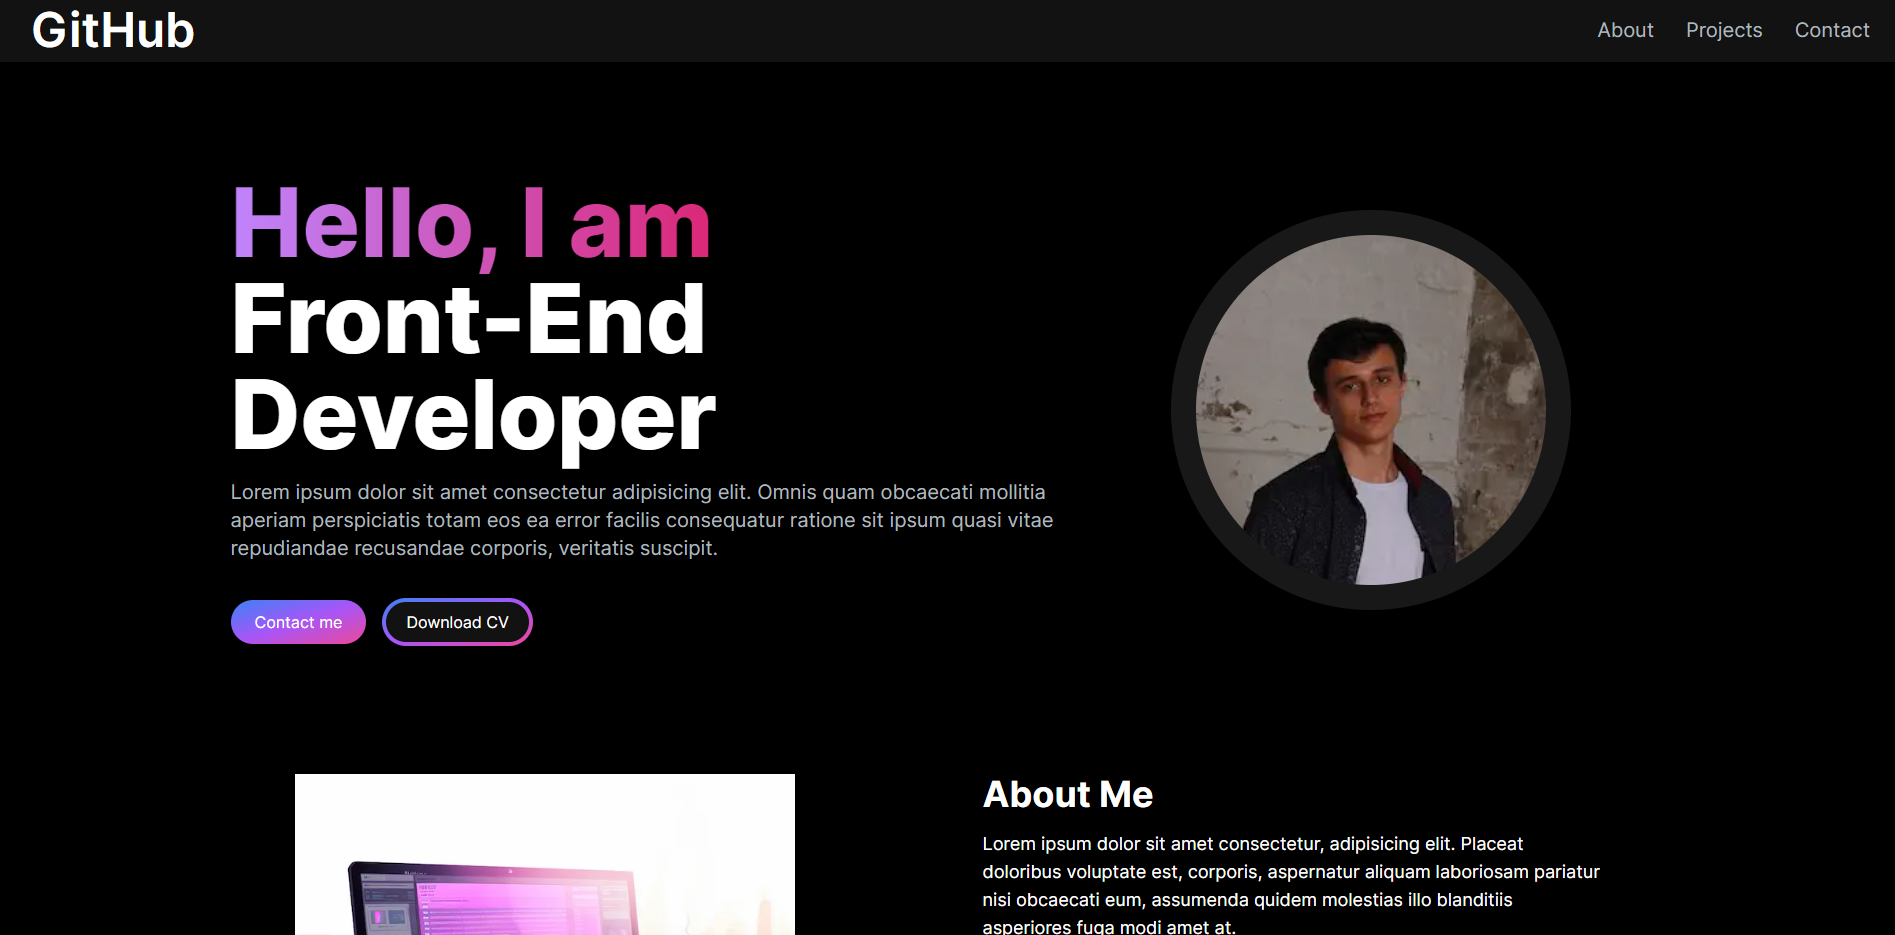 GitHub
About
Projects
Contact
Hello, I am
Front-End
Developer
Lorem ipsum dolor sit amet consectetur adipisicing elit. Omnis quam obcaecati mollitia
aperiam perspiciatis totam eos ea error facilis consequatur ratione sit ipsum quasi vitae
repudiandae recusandae corporis, veritatis suscipit.
Contact me
Download CV
About Me
Lorem ipsum dolor sit amet consectetur, adipisicing elit. Placeat
doloribus voluptate est, corporis, aspernatur aliquam laboriosam pariatur
nisi obcaecati eum, assumenda quidem molestias illo blanditiis
asperiores fuga modi amet at.